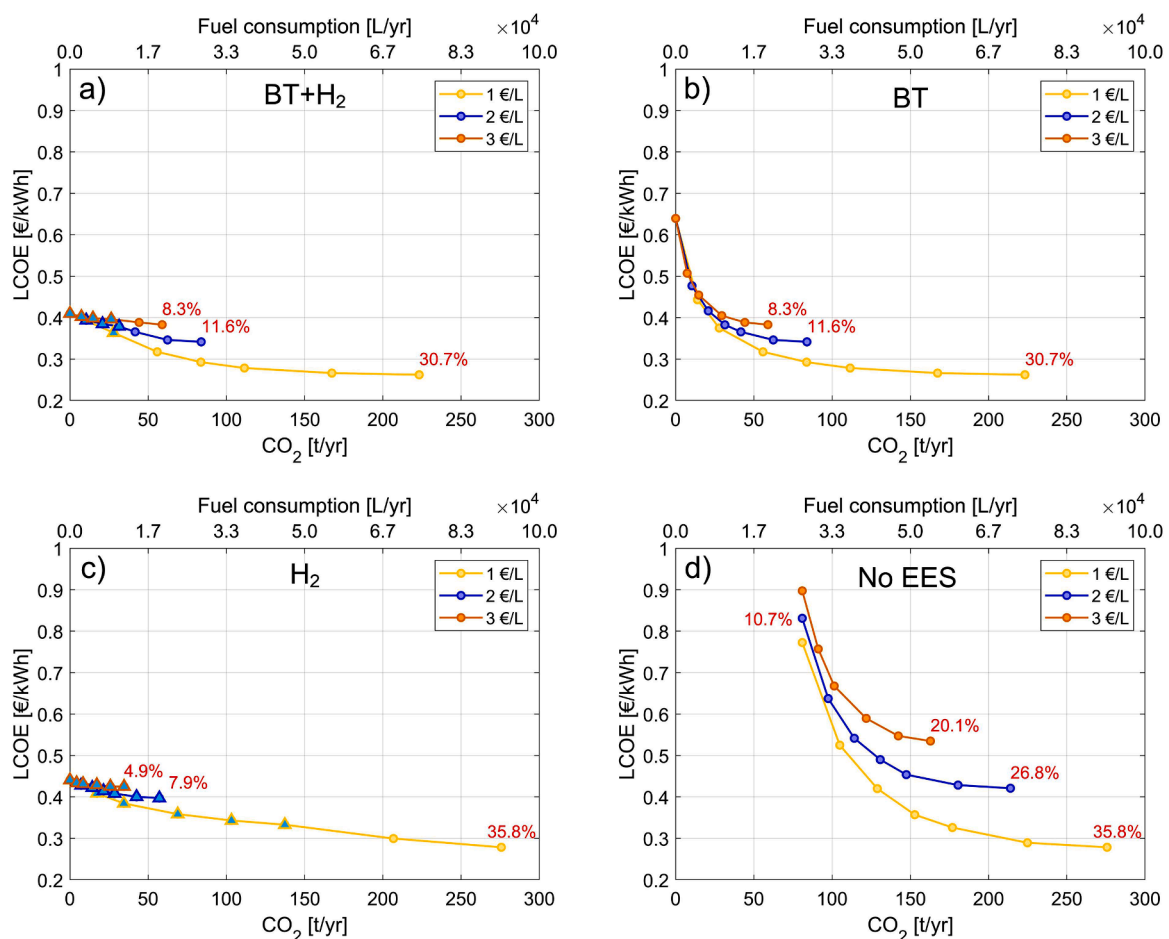 Fuel consumption [L/yr] ×10⁴
0.0 1.7 3.3 5.0 6.7 8.3 10.0
a) BT+H₂
1 €/L
2 €/L
3 €/L
1
0.9
0.8
0.7
0.6
0.5
0.4
0.3
0.2
LCOE [€/kWh]
8.3%
11.6%
30.7%
0 50 100 150 200 250 300
CO₂ [t/yr]
Fuel consumption [L/yr] ×10⁴
0.0 1.7 3.3 5.0 6.7 8.3 10.0
b) BT
1 €/L
2 €/L
3 €/L
1
0.9
0.8
0.7
0.6
0.5
0.4
0.3
0.2
LCOE [€/kWh]
8.3%
11.6%
30.7%
0 50 100 150 200 250 300
CO₂ [t/yr]
Fuel consumption [L/yr] ×10⁴
0.0 1.7 3.3 5.0 6.7 8.3 10.0
c) H₂
1 €/L
2 €/L
3 €/L
1
0.9
0.8
0.7
0.6
0.5
0.4
0.3
0.2
LCOE [€/kWh]
4.9%
7.9%
35.8%
0 50 100 150 200 250 300
CO₂ [t/yr]
Fuel consumption [L/yr] ×10⁴
0.0 1.7 3.3 5.0 6.7 8.3 10.0
d) No EES
1 €/L
2 €/L
3 €/L
1
0.9
0.8
0.7
0.6
0.5
0.4
0.3
0.2
LCOE [€/kWh]
10.7%
20.1%
26.8%
35.8%
0 50 100 150 200 250 300
CO₂ [t/yr]